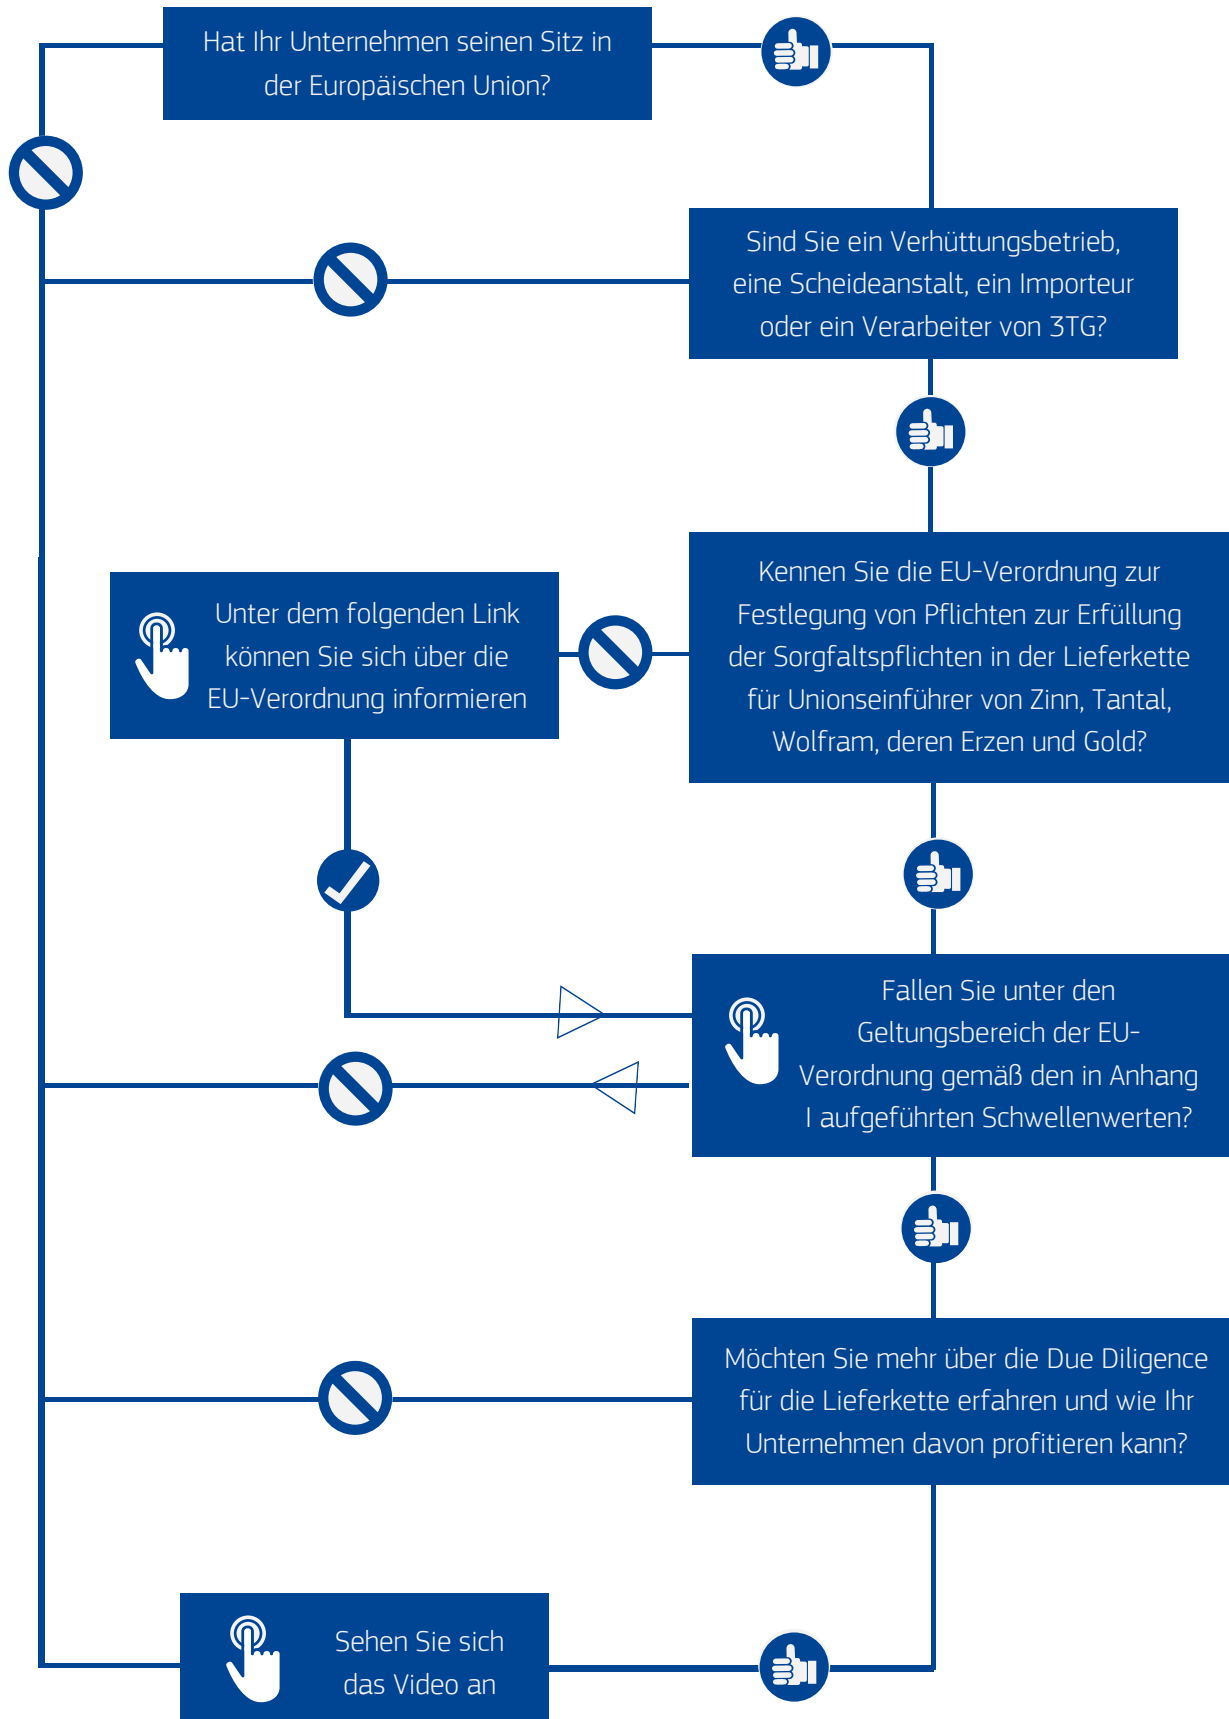 Hat Ihr Unternehmen seinen Sitz in
der Europäischen Union?
Sind Sie ein Verhüttungsbetrieb,
eine Scheideanstalt, ein Importeur
oder ein Verarbeiter von 3TG?
Kennen Sie die EU-Verordnung zur
Festlegung von Pflichten zur Erfüllung
der Sorgfaltspflichten in der Lieferkette
für Unionseinführer von Zinn, Tantal,
Wolfram, deren Erzen und Gold?
Unter dem folgenden Link
können Sie sich über die
EU-Verordnung informieren
Fallen Sie unter den
Geltungsbereich der EU-
Verordnung gemäß den in Anhang
I aufgeführten Schwellenwerten?
Möchten Sie mehr über die Due Diligence
für die Lieferkette erfahren und wie Ihr
Unternehmen davon profitieren kann?
Sehen Sie sich
das Video an